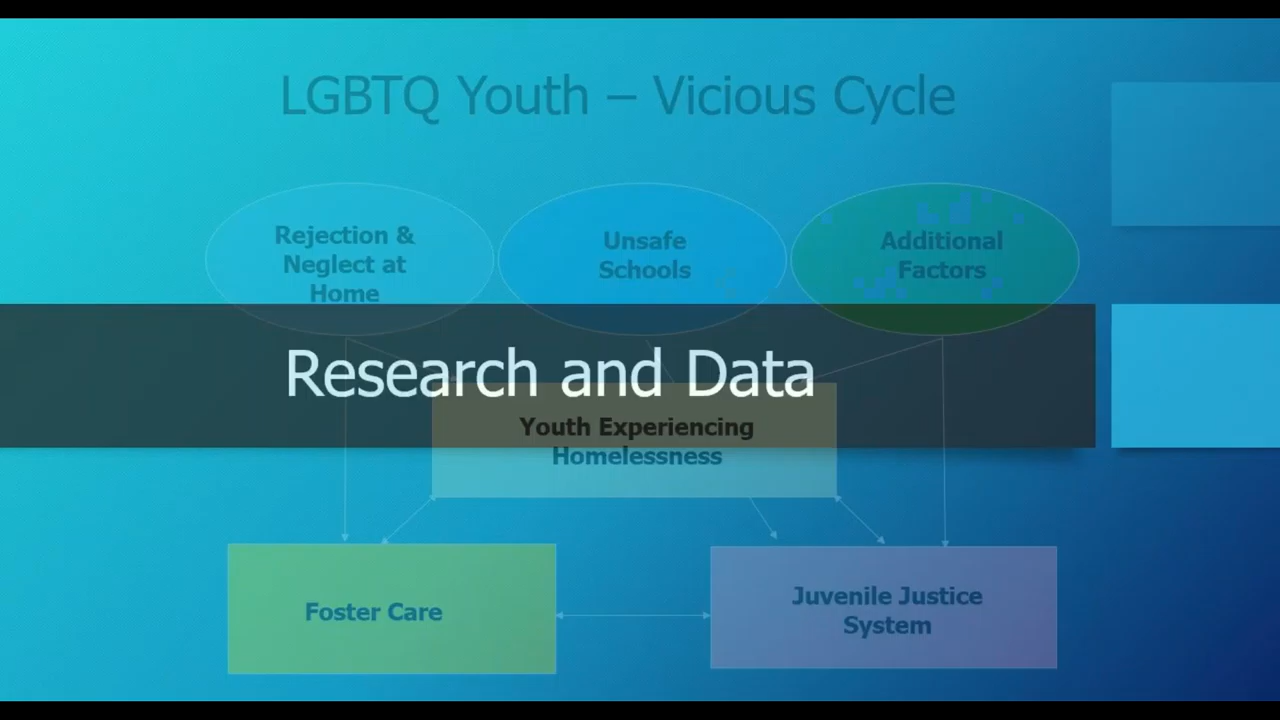 LGBTQ Youth – Vicious Cycle
Rejection &
Neglect at
Home
Unsafe
Schools
Additional
Factors
Research and Data
Youth Experiencing
Homelessness
Foster Care
Juvenile Justice
System